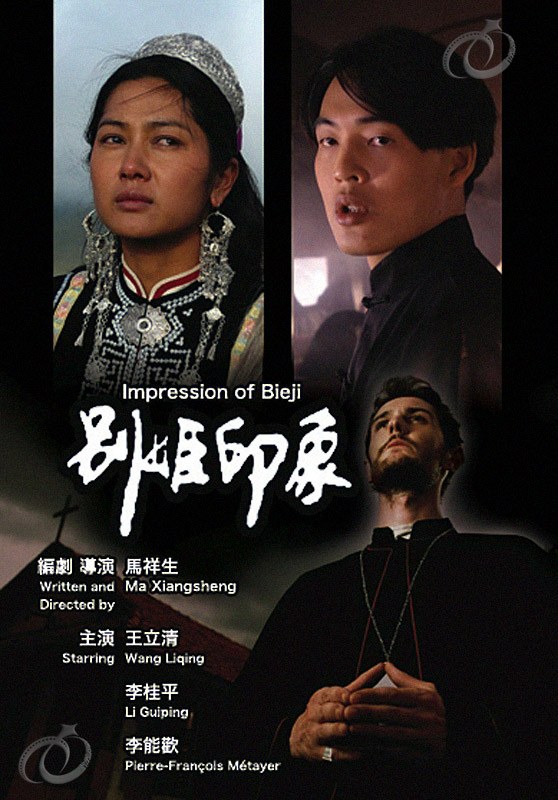 Impression of Bieji
别姬印象
編劇 導演 馬祥生
Written and Directed by Ma Xiangsheng
主演 王立清
Starring Wang Liqing
李桂平
Li Guiping
李能歡
Pierre-François Métayer